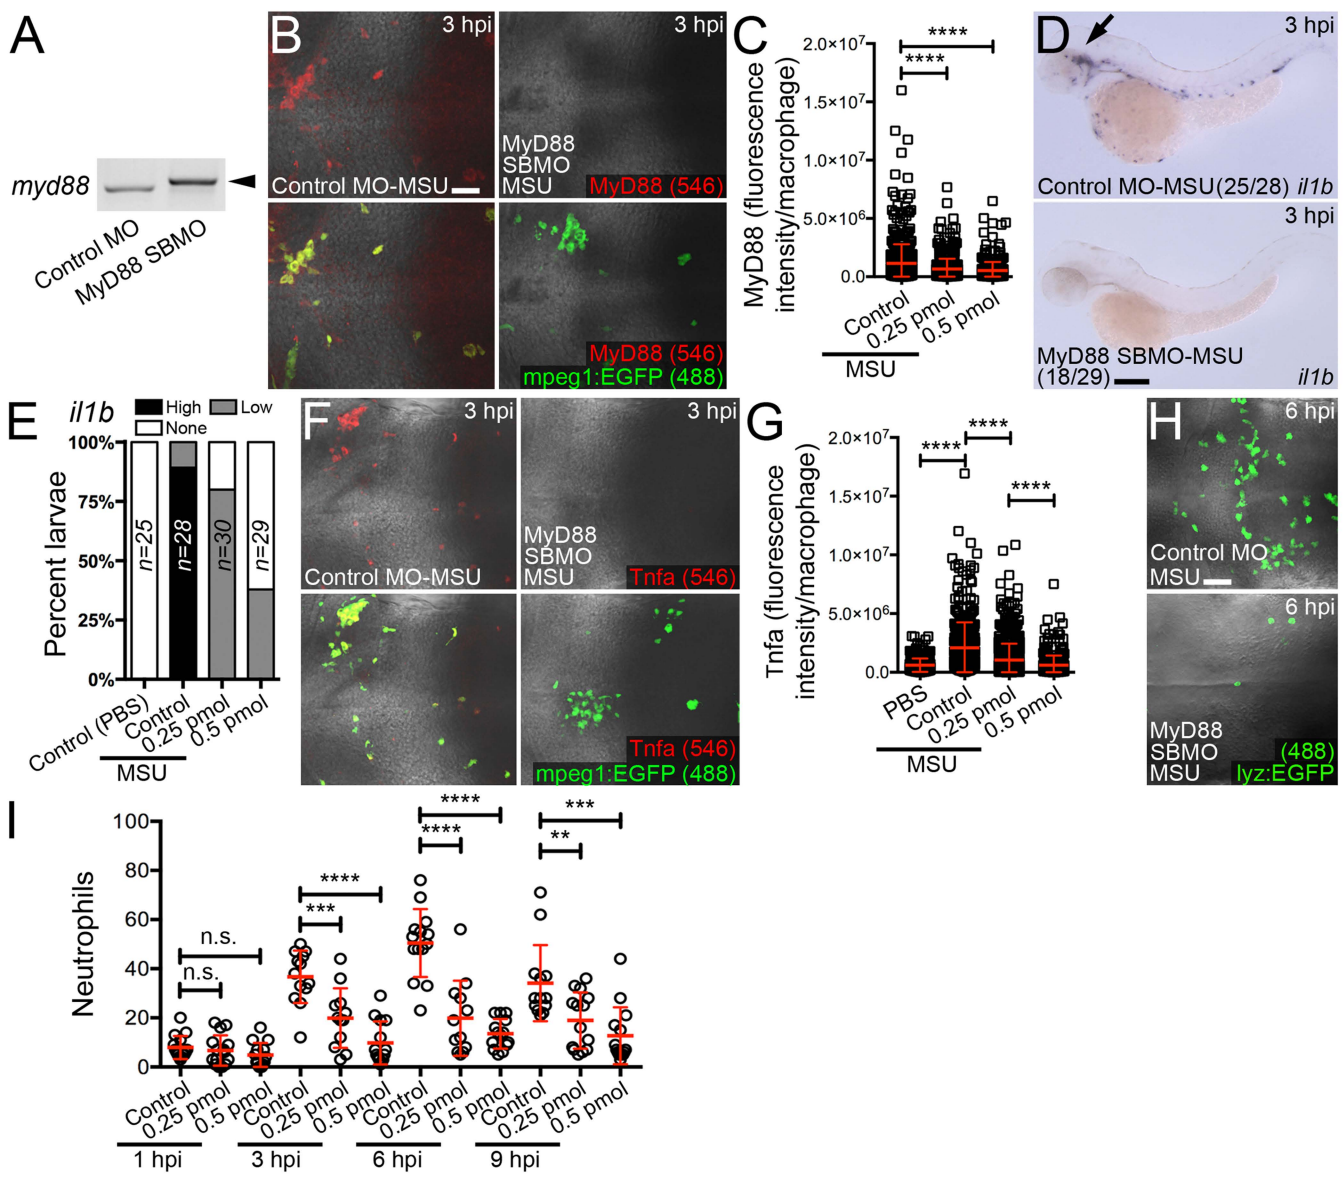 A
myd88
Control MO
MyD88 SBMO
B
3 hpi
3 hpi
Control MO-MSU
MyD88
SBMO
MSU
MyD88 (546)
MyD88 (546)
mpeg1:EGFP (488)
C
MyD88 (fluorescence
intensity/macrophage)
2.0×10⁷
1.5×10⁷
1.0×10⁷
5.0×10⁶
0.0
****
****
Control
0.25 pmol
0.5 pmol
MSU
D
3 hpi
Control MO-MSU(25/28) il1b
3 hpi
MyD88 SBMO-MSU
(18/29)
il1b
E
il1b
High
Low
None
Percent larvae
100%
75%
50%
25%
0%
n=25
n=28
n=30
n=29
Control (PBS)
Control
0.25 pmol
0.5 pmol
MSU
F
3 hpi
3 hpi
Control MO-MSU
MyD88
SBMO
MSU
Tnfa (546)
Tnfa (546)
mpeg1:EGFP (488)
G
Tnfa (fluorescence
intensity/macrophage)
2.0×10⁷
1.5×10⁷
1.0×10⁷
5.0×10⁶
0.0
****
****
****
PBS
Control
0.25 pmol
0.5 pmol
MSU
H
6 hpi
Control MO
MSU
6 hpi
MyD88
SBMO
MSU
(488)
lyz:EGFP
I
Neutrophils
100
80
60
40
20
0
n.s.
n.s.
****
***
****
****
***
**
Control
0.25 pmol
0.5 pmol
Control
0.25 pmol
0.5 pmol
Control
0.25 pmol
0.5 pmol
Control
0.25 pmol
0.5 pmol
1 hpi
3 hpi
6 hpi
9 hpi